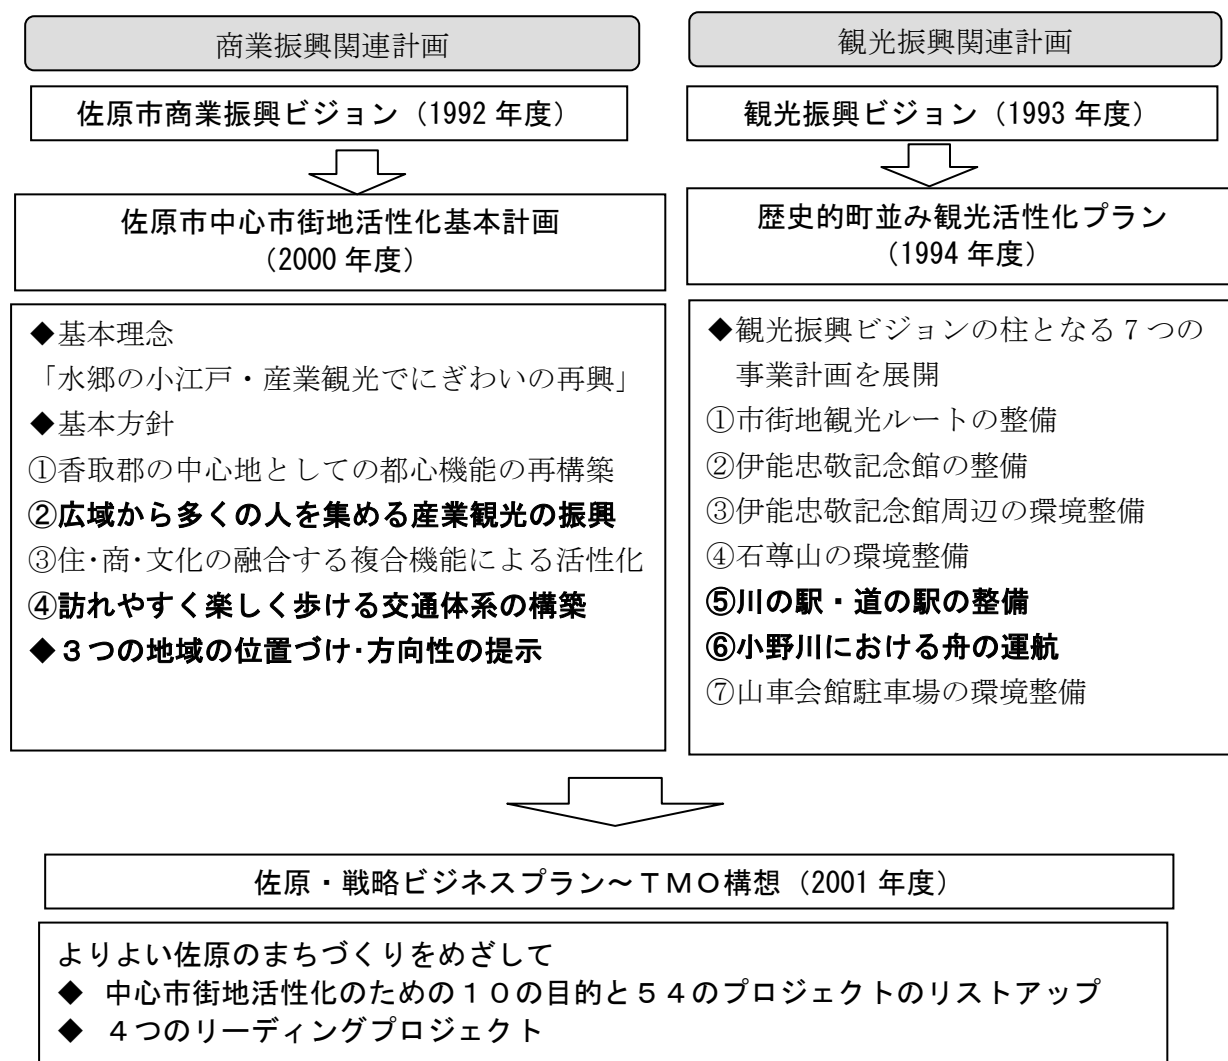 商業振興関連計画
佐原市商業振興ビジョン（1992 年度）
佐原市中心市街地活性化基本計画
（2000 年度）
◆基本理念
「水郷の小江戸・産業観光でにぎわいの再興」
◆基本方針
①香取郡の中心地としての都心機能の再構築
②広域から多くの人を集める産業観光の振興
③住・商・文化の融合する複合機能による活性化
④訪れやすく楽しく歩ける交通体系の構築
◆３つの地域の位置づけ・方向性の提示
観光振興関連計画
観光振興ビジョン（1993 年度）
歴史的町並み観光活性化プラン
（1994 年度）
◆観光振興ビジョンの柱となる７つの
事業計画を展開
①市街地観光ルートの整備
②伊能忠敬記念館の整備
③伊能忠敬記念館周辺の環境整備
④石尊山の環境整備
⑤川の駅・道の駅の整備
⑥小野川における舟の運航
⑦山車会館駐車場の環境整備
佐原・戦略ビジネスプラン～ＴＭＯ構想（2001 年度）
よりよい佐原のまちづくりをめざして
◆ 中心市街地活性化のための１０の目的と５４のプロジェクトのリストアップ
◆ ４つのリーディングプロジェクト